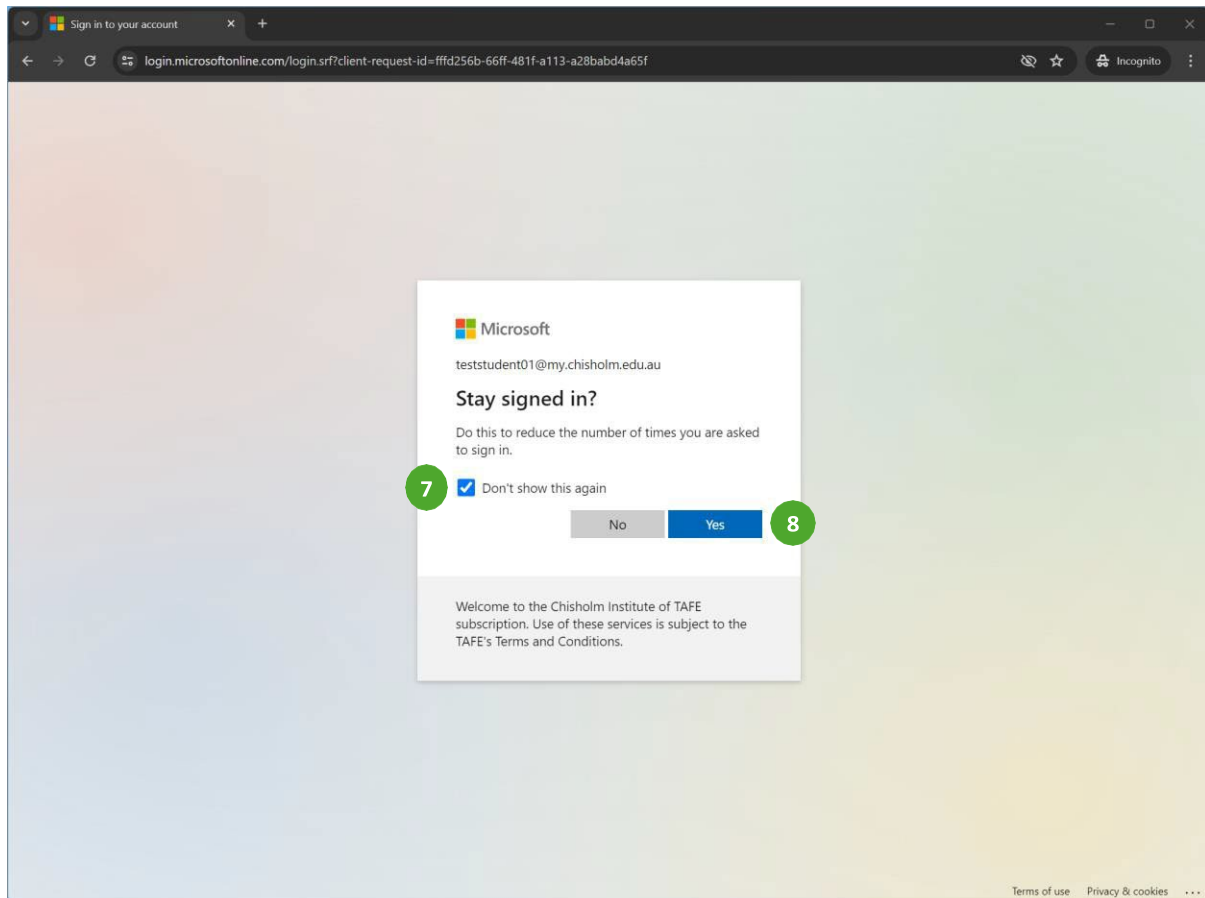 Sign in to your account
login.microsoftonline.com/login.srf?client-request-id=fffd256b-66ff-481f-a113-a28babd4a65f
Incognito
Microsoft
teststudent01@my.chisholm.edu.au
Stay signed in?
Do this to reduce the number of times you are asked
to sign in.
7 Don't show this again
No Yes 8
Welcome to the Chisholm Institute of TAFE
subscription. Use of these services is subject to the
TAFE's Terms and Conditions.
Terms of use Privacy & cookies ...